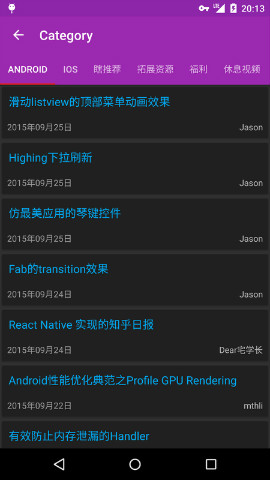 20:13
Category
ANDROID IOS 瞎推荐 拓展资源 福利 休息视频
滑动listview的顶部菜单动画效果
2015年09月25日 Jason
Highing下拉刷新
2015年09月25日 Jason
仿最美应用的琴键控件
2015年09月25日 Jason
Fab的transition效果
2015年09月24日 Jason
React Native 实现的知乎日报
2015年09月24日 Dear宅学长
Android性能优化典范之Profile GPU Rendering
2015年09月22日 mthli
有效防止内存泄漏的Handler